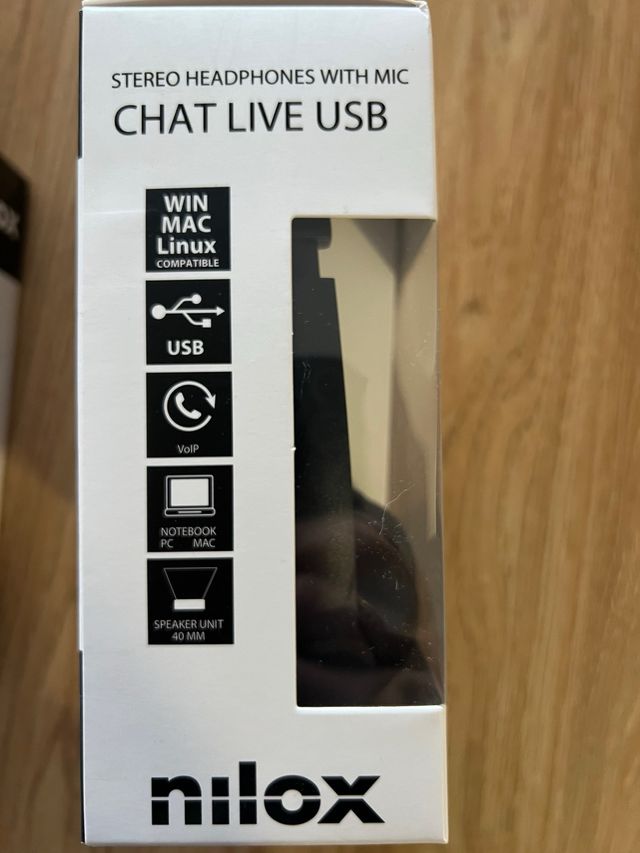 STEREO HEADPHONES WITH MIC
CHAT LIVE USB
WIN
MAC
Linux
COMPATIBLE
USB
VoIP
NOTEBOOK
PC MAC
SPEAKER UNIT
40 MM
nilox